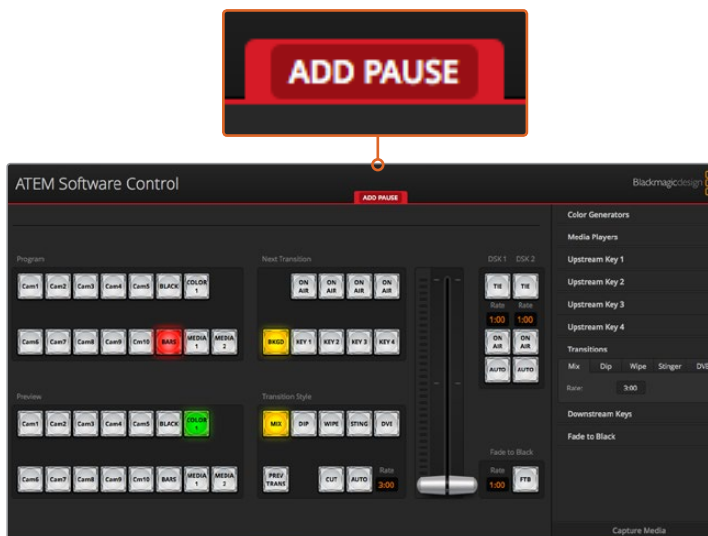 ADD PAUSE
ATEM Software Control
Blackmagicdesign
ADD PAUSE
Program
Cam1 Cam2 Cam3 Cam4 Cam5 BLACK COLOR 1
Cam6 Cam7 Cam8 Cam9 Cm10 BARS MEDIA 1 MEDIA 2
Next Transition
ON AIR ON AIR ON AIR ON AIR
BKGD KEY 1 KEY 2 KEY 3 KEY 4
DSK 1 DSK 2
TIE TIE
Rate Rate
1:00 1:00
ON AIR ON AIR
AUTO AUTO
Preview
Cam1 Cam2 Cam3 Cam4 Cam5 BLACK COLOR 1
Cam6 Cam7 Cam8 Cam9 Cm10 BARS MEDIA 1 MEDIA 2
Transition Style
MIX DIP WIPE STING DVE
PREV TRANS CUT AUTO Rate 3:00
Fade to Black
Rate
1:00 FTB
Color Generators
Media Players
Upstream Key 1
Upstream Key 2
Upstream Key 3
Upstream Key 4
Transitions
Mix Dip Wipe Stinger DVE
Rate: 3:00
Downstream Keys
Fade to Black
Capture Media